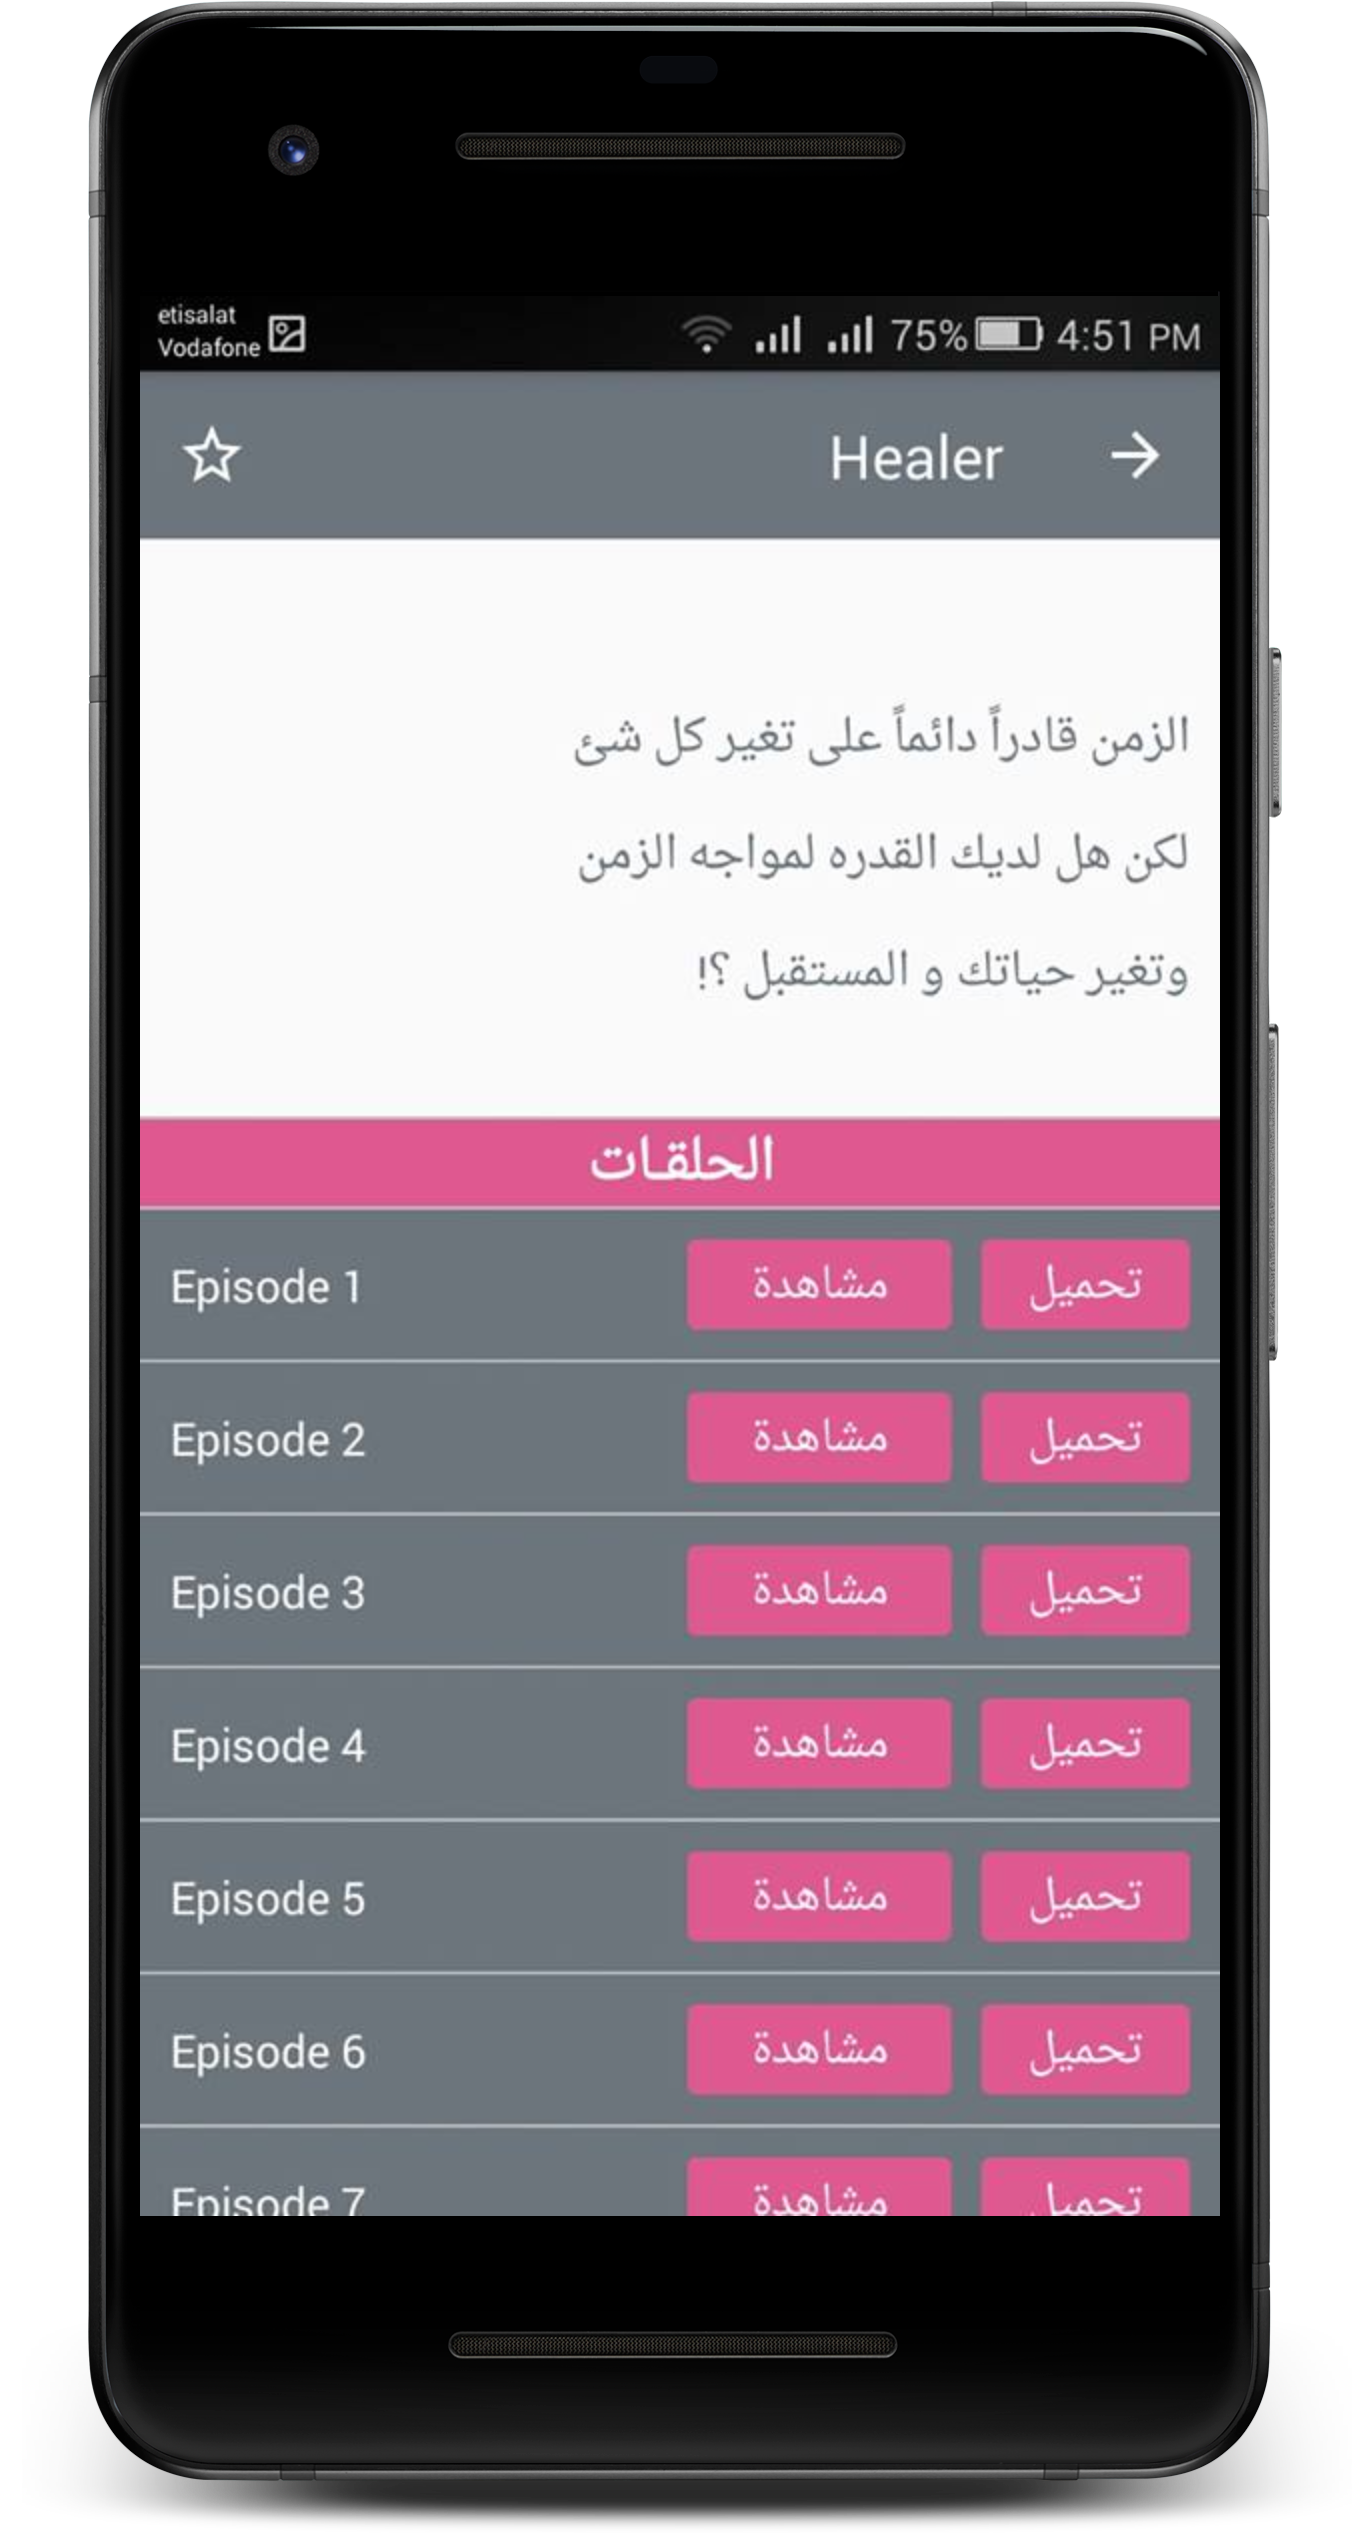 etisalat
Vodafone
75% 4:51 PM
Healer
الزمن قادراً دائماً على تغير كل شئ
لكن هل لديك القدره لمواجه الزمن
وتغير حياتك و المستقبل ؟!
الحلقات
Episode 1 مشاهدة تحميل
Episode 2 مشاهدة تحميل
Episode 3 مشاهدة تحميل
Episode 4 مشاهدة تحميل
Episode 5 مشاهدة تحميل
Episode 6 مشاهدة تحميل
Episode 7 مشاهدة تحميل